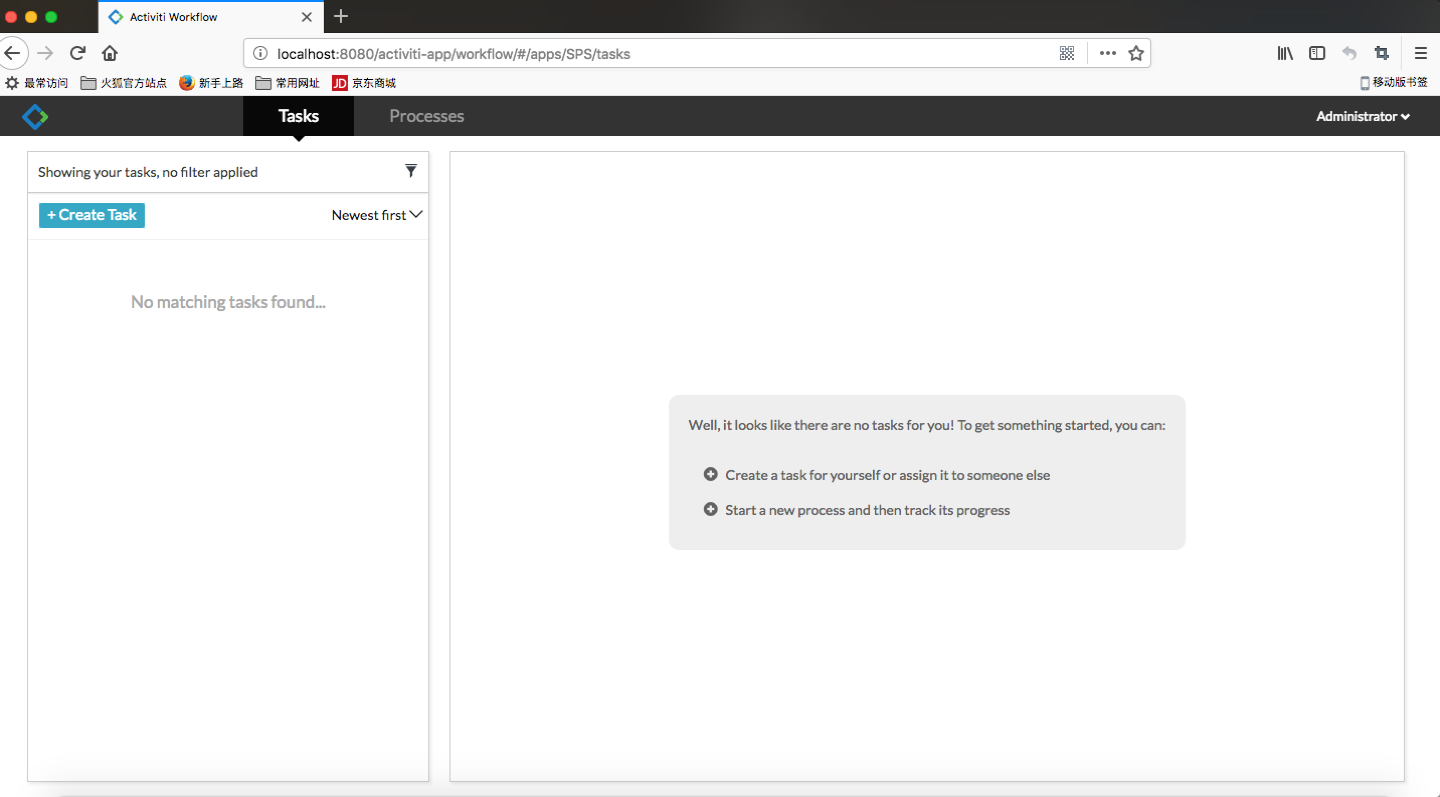 Activiti Workflow
localhost:8080/activiti-app/workflow/#/apps/SPS/tasks
最常访问 火狐官方站点 新手上路 常用网址 JD 京东商城 移动版书签
Tasks Processes Administrator
Showing your tasks, no filter applied
+ Create Task Newest first
No matching tasks found...
Well, it looks like there are no tasks for you! To get something started, you can:
Create a task for yourself or assign it to someone else
Start a new process and then track its progress